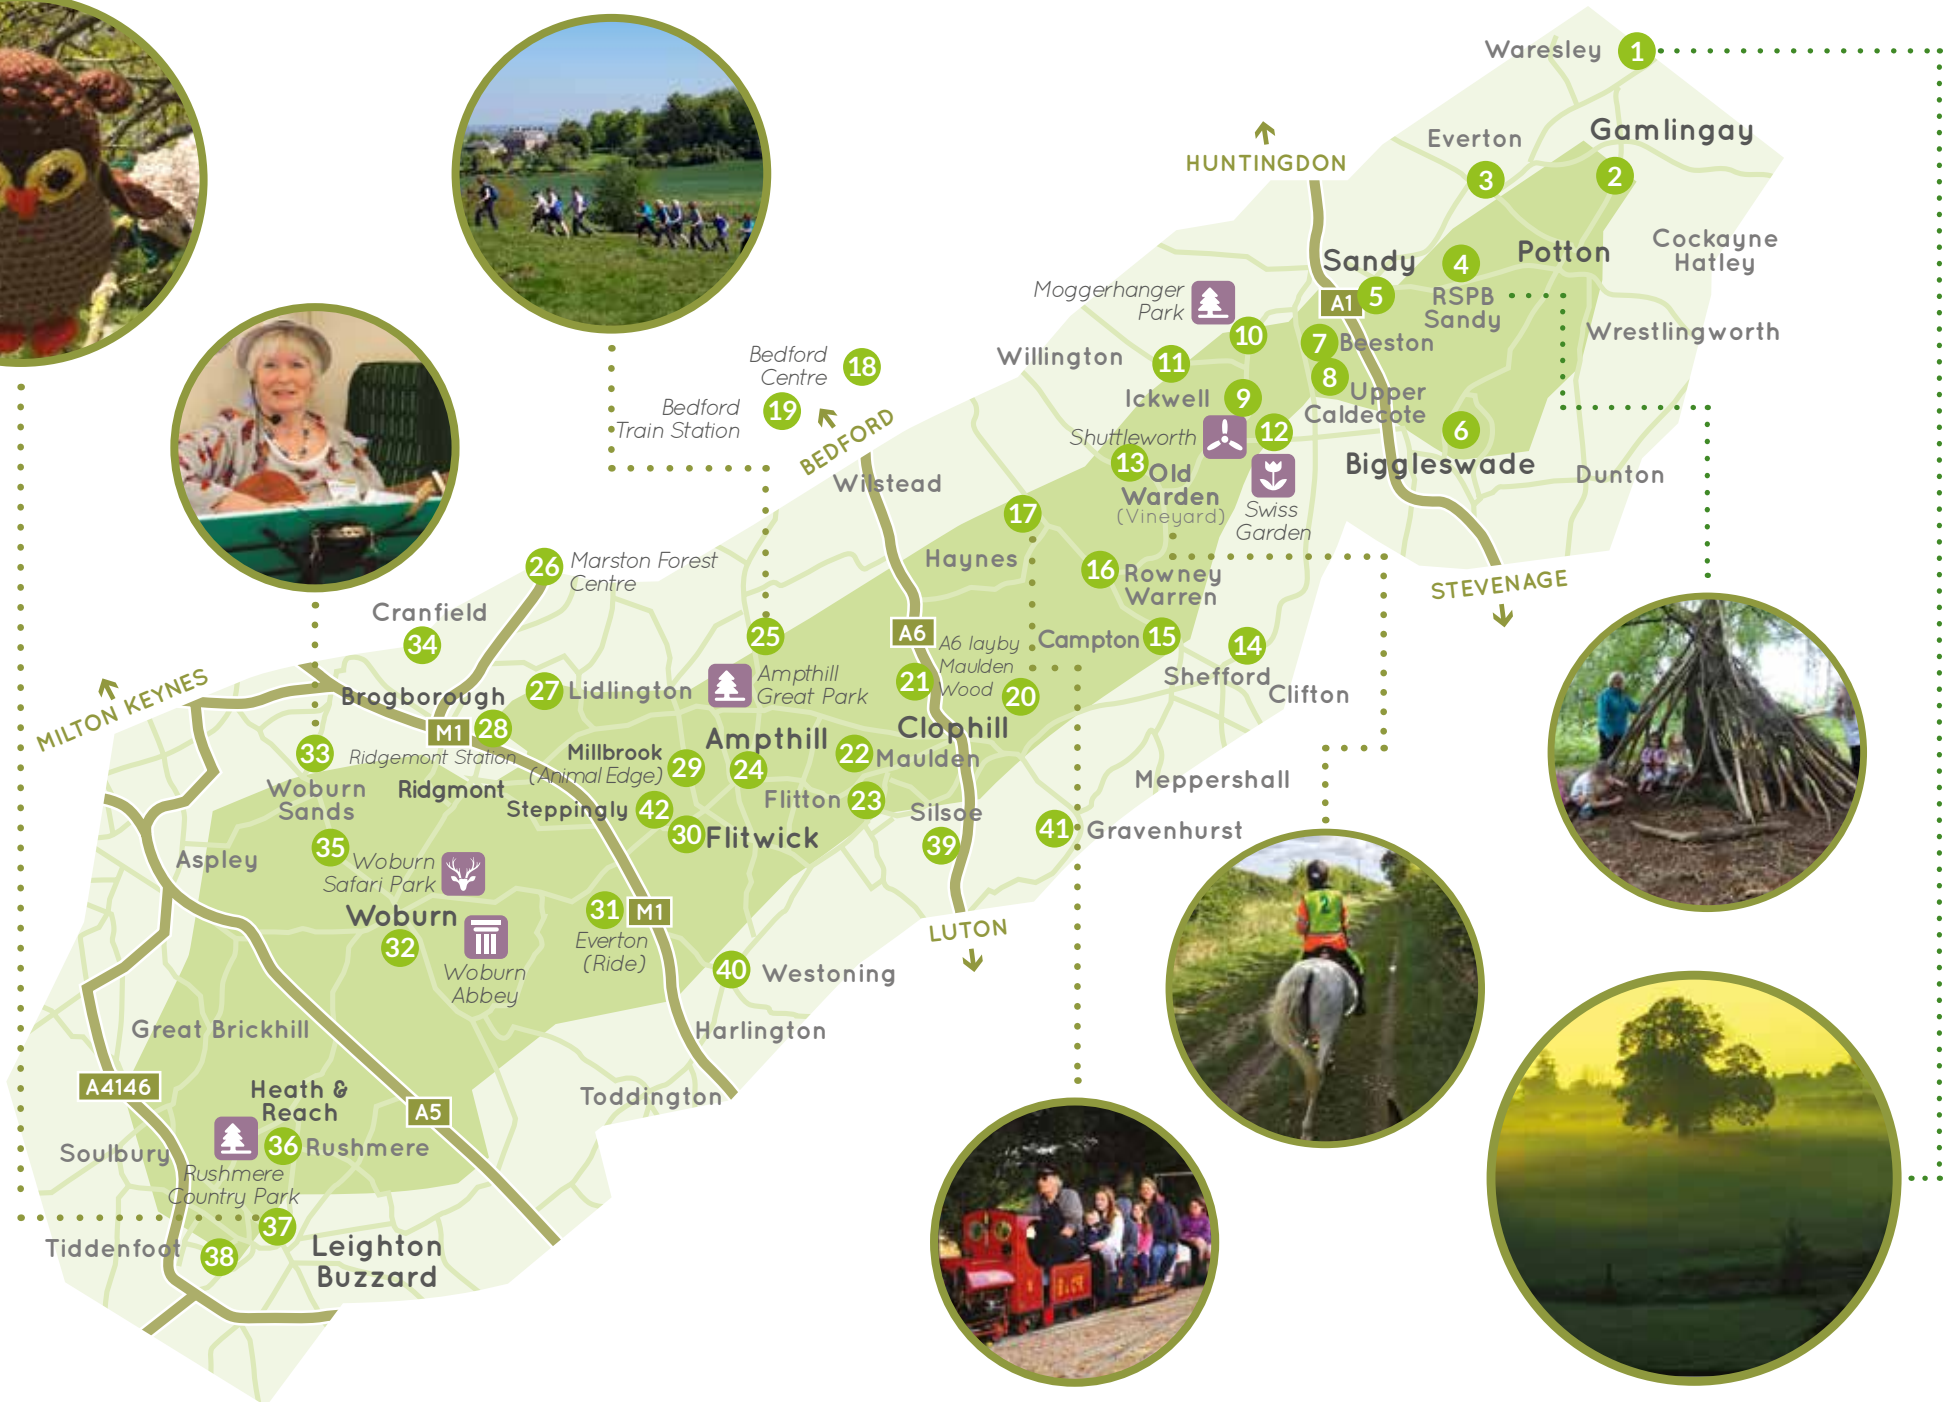 Waresley 1
Gamlingay
Everton
2
3
HUNTINGDON
Cockayne
Hatley
Potton
Sandy
4
RSPB
Sandy
A1
5
Moggerhanger
Park
10
Wrestlingworth
7 Beeston
8 Upper
Caldecote
Willington
11
Ickwell 9
Shuttleworth
12
6
Biggleswade
Dunton
13
Old
Warden
(Vineyard)
Swiss
Garden
STEVENAGE
Bedford
Centre
18
Bedford
Train Station
19
BEDFORD
Wilstead
17
Haynes
16 Rowney
Warren
Campton 15
14
Shefford
Clifton
A6
A6 layby
Maulden
Wood
21
20
Clophill
Meppershall
26 Marston Forest
Centre
Cranfield
34
25
Ampthill
Great Park
27 Lidlington
MILTON KEYNES
Brogborough
M1
28
Ridgemont Station
Ridgmont
33
Woburn
Sands
Millbrook
(Animal Edge)
29
Ampthill
24
22 Maulden
Flitton 23
Steppingly 42
30 Flitwick
Silsoe
39
41 Gravenhurst
LUTON
Aspley
35
Woburn
Safari Park
Woburn
32
Woburn
Abbey
31
M1
Everton
(Ride)
40 Westoning
Harlington
Toddington
Great Brickhill
A4146
Heath &
Reach
A5
36 Rushmere
Soulbury
Rushmere
Country Park
37
Tiddenfoot
38
Leighton
Buzzard
2